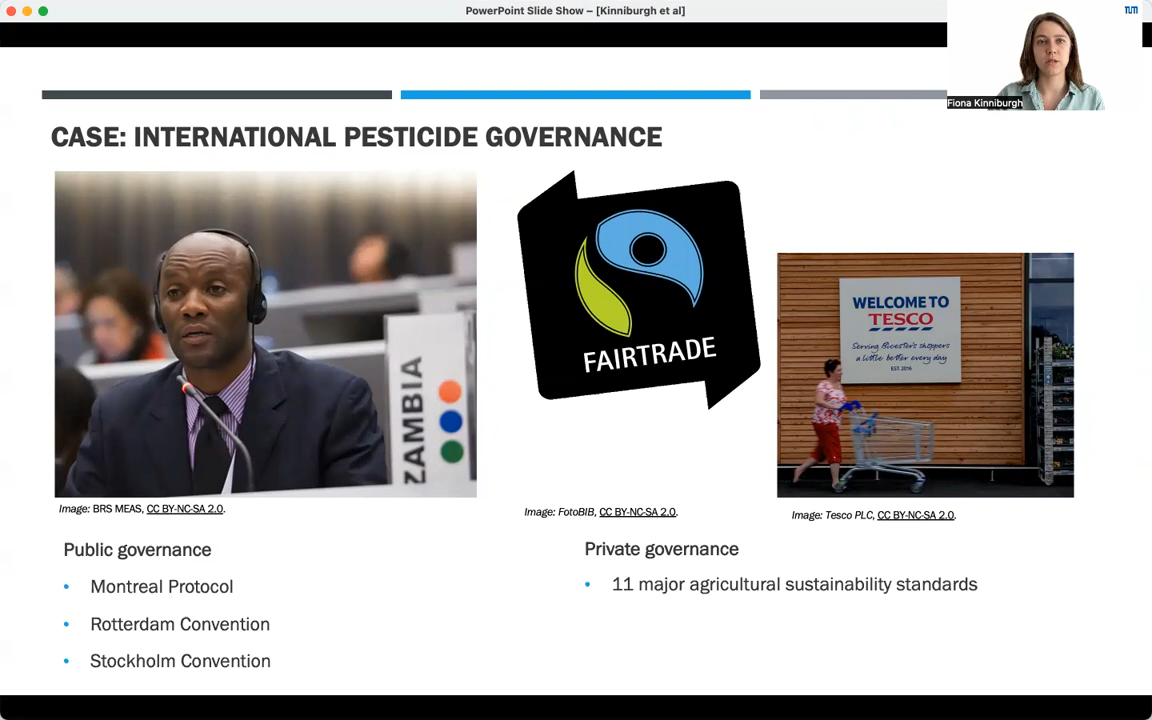 PowerPoint Slide Show – [Kinniburgh et al]
TUM
Fiona Kinniburgh
CASE: INTERNATIONAL PESTICIDE GOVERNANCE
ZAMBIA
FAIRTRADE
WELCOME TO
TESCO
Serving Bicester's shoppers
a little better every day
EST. 2016
Image: BRS MEAS, CC BY-NC-SA 2.0.
Image: FotoBIB, CC BY-NC-SA 2.0.
Image: Tesco PLC, CC BY-NC-SA 2.0.
Public governance
• Montreal Protocol
• Rotterdam Convention
• Stockholm Convention
Private governance
• 11 major agricultural sustainability standards